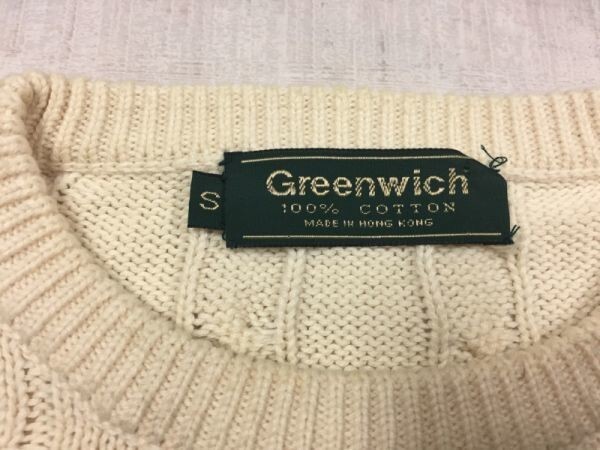 S
Greenwich
100% COTTON
MADE IN HONG KONG